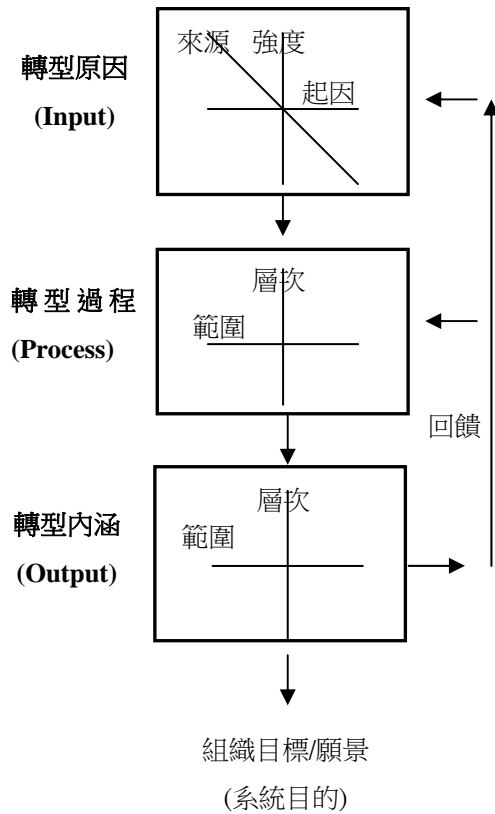 來源 強度
轉型原因
起因
(Input)
層次
轉型過程
範圍
(Process)
回饋
層次
轉型內涵
範圍
(Output)
組織目標/願景
(系統目的)